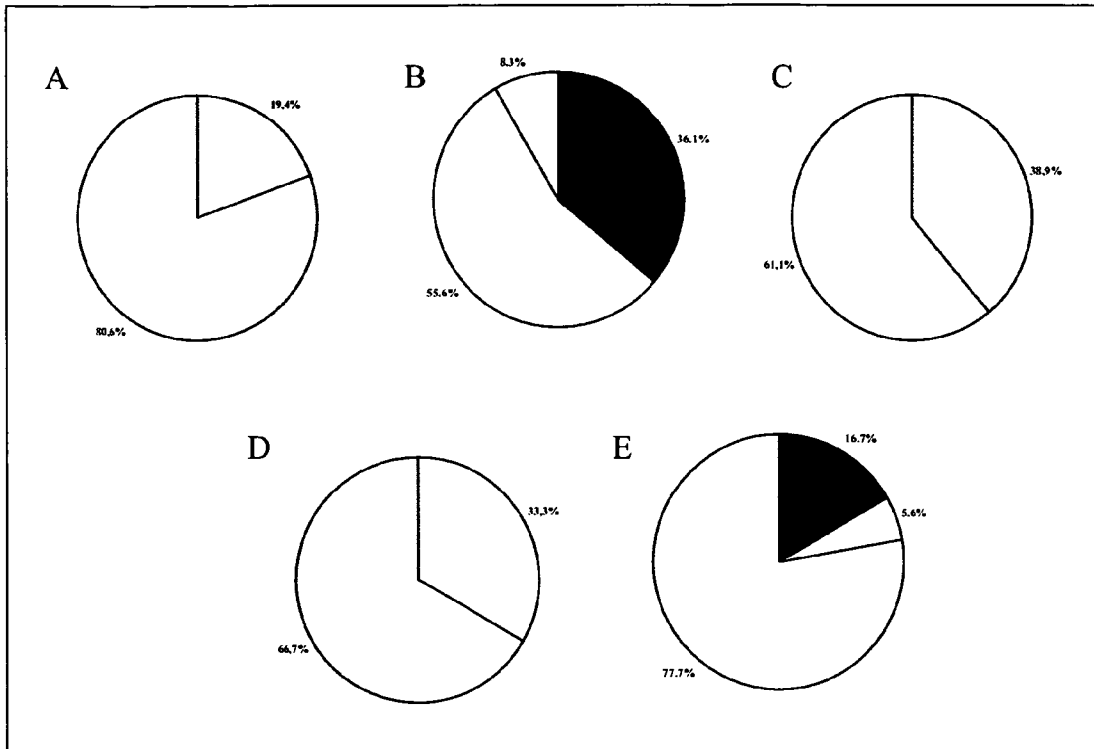 A
19,4%
80,6%
B
8.3%
36.1%
55.6%
C
38,9%
61,1%
D
33,3%
66,7%
E
16.7%
5.6%
77.7%